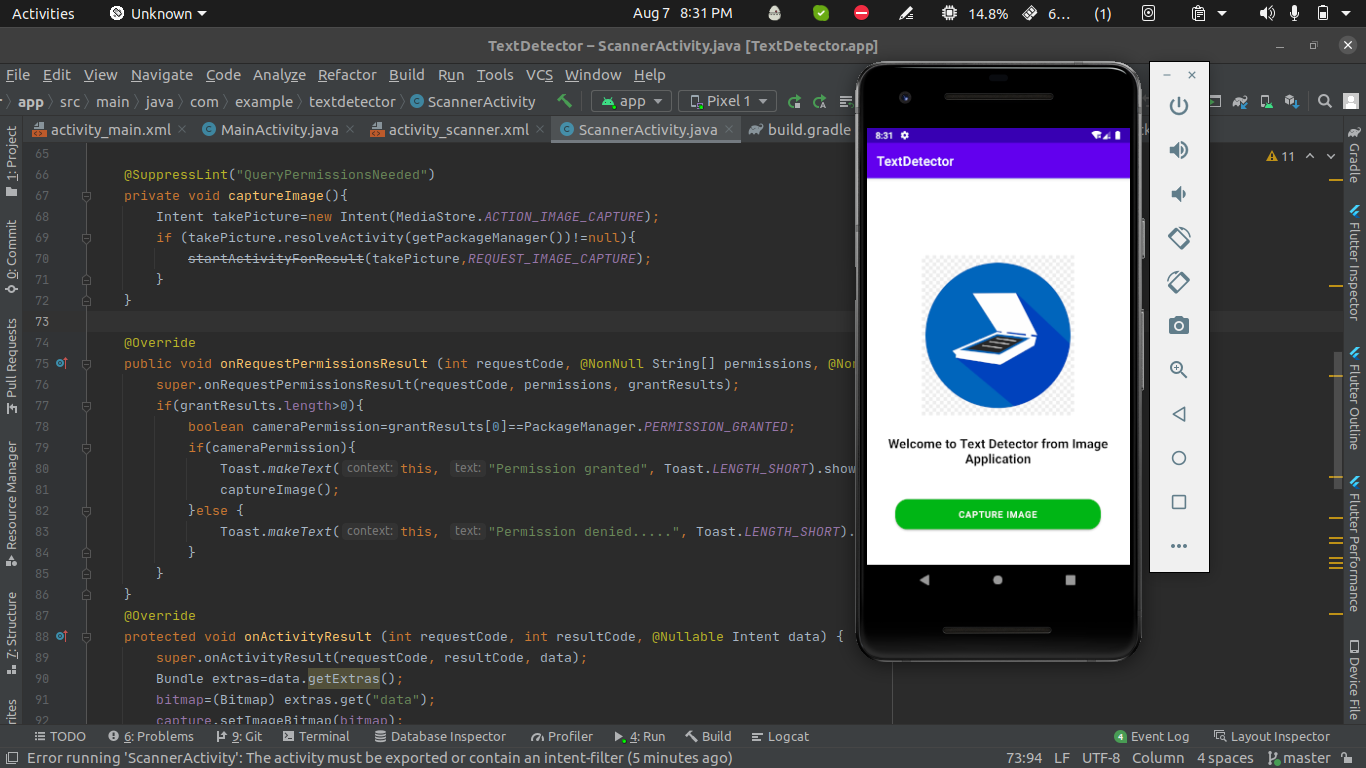 Activities
Unknown
Aug 7 8:31 PM
14.8%
6...
(1)
TextDetector – ScannerActivity.java [TextDetector.app]
File Edit View Navigate Code Analyze Refactor Build Run Tools VCS Window Help
app src main java com example textdetector ScannerActivity
app
Pixel 1
activity_main.xml
MainActivity.java
activity_scanner.xml
ScannerActivity.java
build.gradle
11
65
66 @SuppressLint("QueryPermissionsNeeded")
67 private void captureImage(){
68 Intent takePicture=new Intent(MediaStore.ACTION_IMAGE_CAPTURE);
69 if (takePicture.resolveActivity(getPackageManager())!=null){
70 startActivityForResult(takePicture,REQUEST_IMAGE_CAPTURE);
71 }
72 }
73
74 @Override
75 public void onRequestPermissionsResult (int requestCode, @NonNull String[] permissions, @Non
76 super.onRequestPermissionsResult(requestCode, permissions, grantResults);
77 if(grantResults.length>0){
78 boolean cameraPermission=grantResults[0]==PackageManager.PERMISSION_GRANTED;
79 if(cameraPermission){
80 Toast.makeText( context: this, text: "Permission granted", Toast.LENGTH_SHORT).show
81 captureImage();
82 }else {
83 Toast.makeText( context: this, text: "Permission denied.....", Toast.LENGTH_SHORT).
84 }
85 }
86 }
87 @Override
88 protected void onActivityResult (int requestCode, int resultCode, @Nullable Intent data) {
89 super.onActivityResult(requestCode, resultCode, data);
90 Bundle extras=data.getExtras();
91 bitmap=(Bitmap) extras.get("data");
92 capture.setImageBitmap(bitmap);
1: Project
0: Commit
Pull Requests
Resource Manager
7: Structure
8:31
TextDetector
Welcome to Text Detector from Image
Application
CAPTURE IMAGE
Gradle
Flutter Inspector
Flutter Outline
Flutter Performance
Device File
TODO
6: Problems
9: Git
Terminal
Database Inspector
Profiler
4: Run
Build
Logcat
4 Event Log
Layout Inspector
Error running 'ScannerActivity': The activity must be exported or contain an intent-filter (5 minutes ago)
73:94 LF UTF-8 Column 4 spaces master